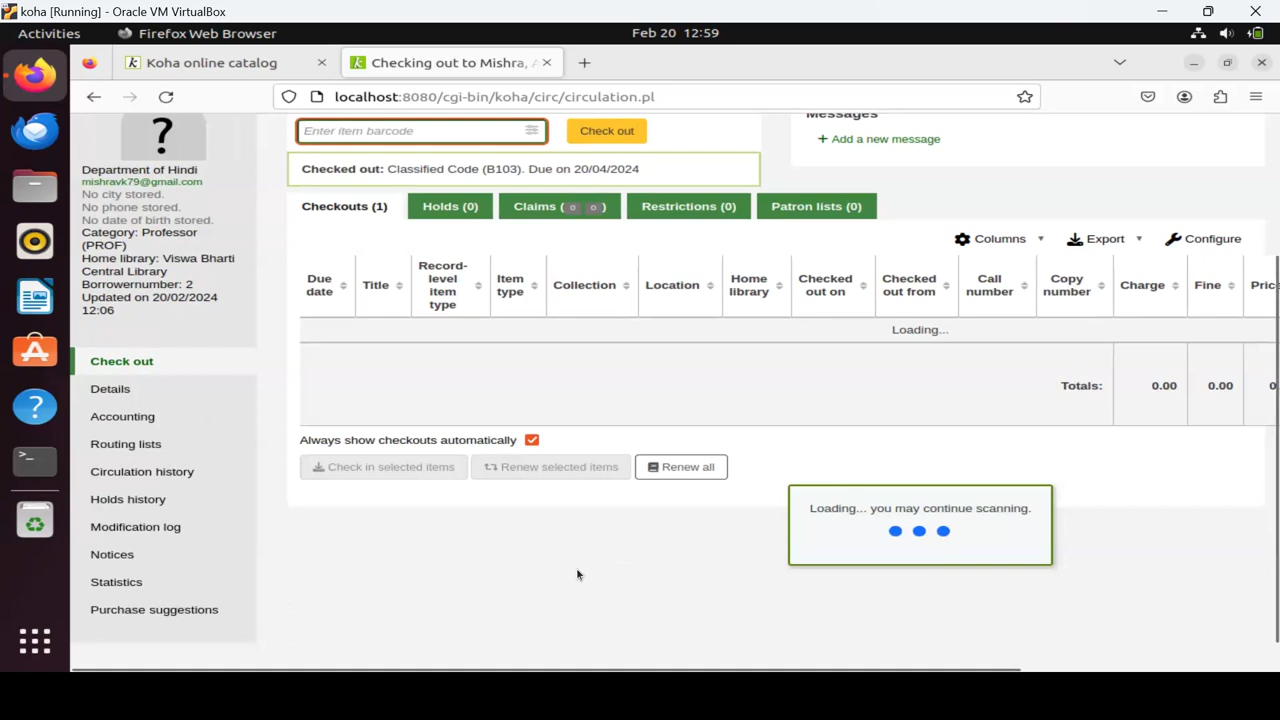 koha [Running] - Oracle VM VirtualBox
Activities Firefox Web Browser Feb 20 12:59
Koha online catalog
Checking out to Mishra,
localhost:8080/cgi-bin/koha/circ/circulation.pl
Messages
Enter item barcode Check out
+ Add a new message
Checked out: Classified Code (B103). Due on 20/04/2024
?
Department of Hindi
mishravk79@gmail.com
No city stored.
No phone stored.
No date of birth stored.
Category: Professor
(PROF)
Home library: Viswa Bharti
Central Library
Borrowernumber: 2
Updated on 20/02/2024
12:06
Check out
Details
Accounting
Routing lists
Circulation history
Holds history
Modification log
Notices
Statistics
Purchase suggestions
Checkouts (1) Holds (0) Claims (0 0) Restrictions (0) Patron lists (0)
Columns Export Configure
Due date
Title
Record-level item type
Item type
Collection
Location
Home library
Checked out on
Checked out from
Call number
Copy number
Charge
Fine
Loading...
Totals: 0.00 0.00
Always show checkouts automatically
Check in selected items Renew selected items Renew all
Loading... you may continue scanning.